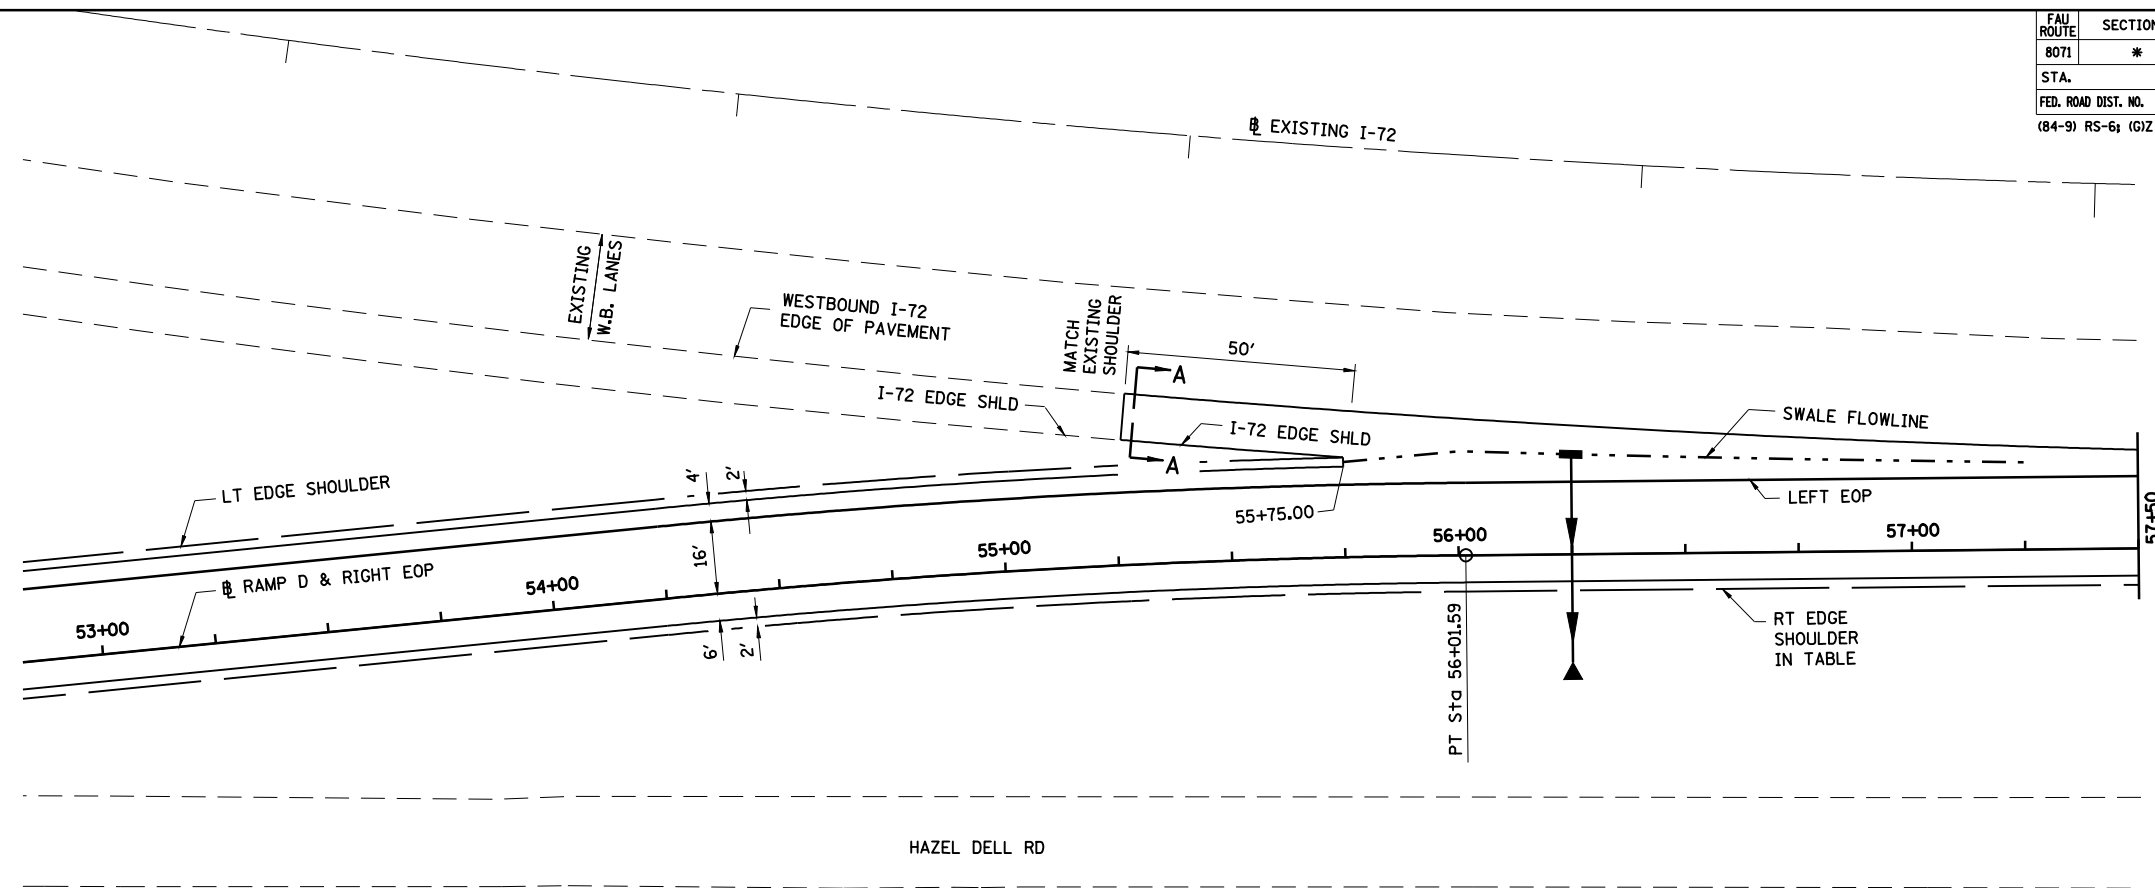 FAU
ROUTE
SECTION
8071
*
STA.
FED. ROAD DIST. NO.
(84-9) RS-6; (G)Z
℄ EXISTING I-72
EXISTING
W.B. LANES
WESTBOUND I-72
EDGE OF PAVEMENT
MATCH
EXISTING
SHOULDER
50'
A
I-72 EDGE SHLD
I-72 EDGE SHLD
A
SWALE FLOWLINE
LT EDGE SHOULDER
4'
2'
LEFT EOP
55+75.00
57+50
16'
℄ RAMP D & RIGHT EOP
53+00
54+00
55+00
56+00
57+00
6'
2'
PT Sta 56+01.59
RT EDGE
SHOULDER
IN TABLE
HAZEL DELL RD